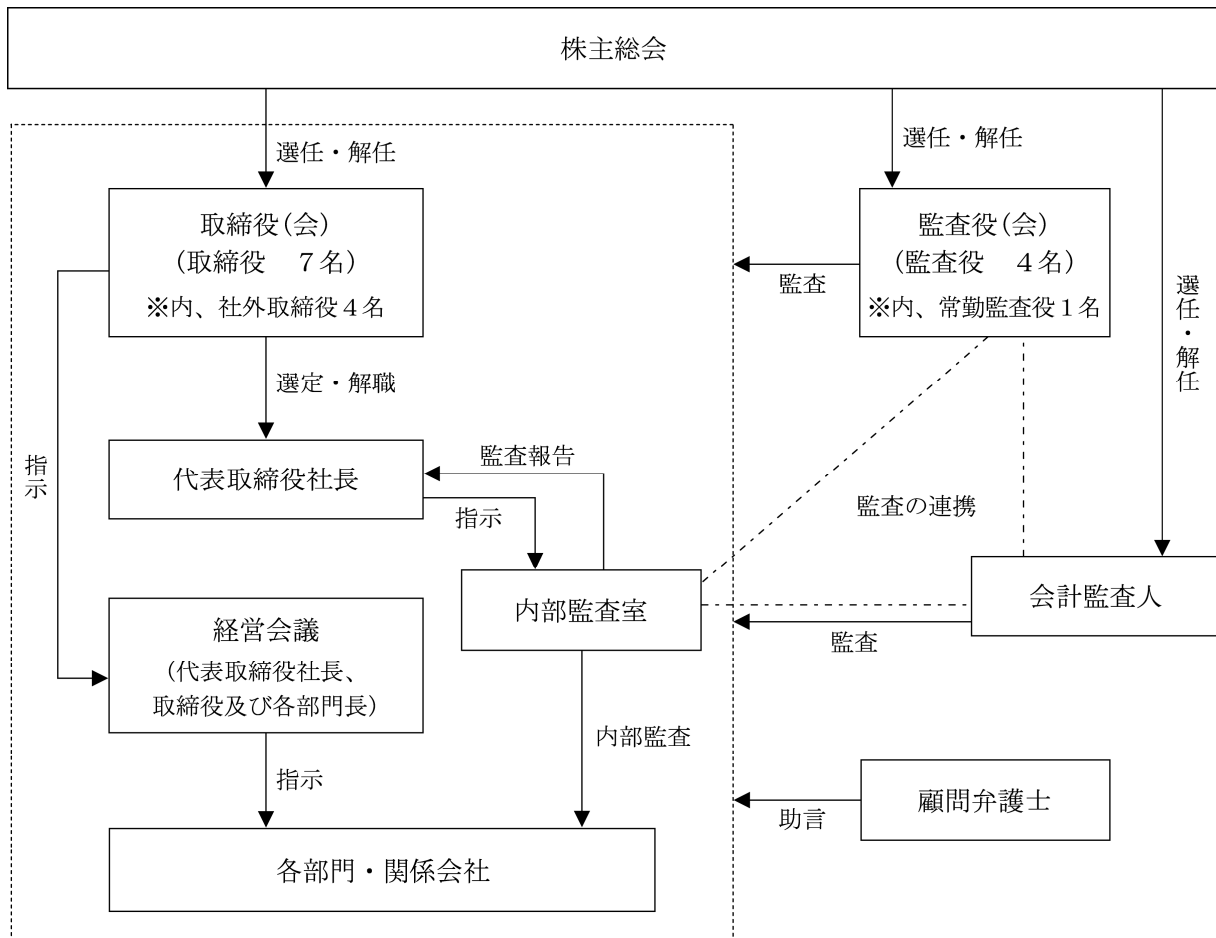 株主総会
選任・解任
選任・解任
取締役(会)
(取締役　7名)
※内、社外取締役4名
監査役(会)
(監査役　4名)
※内、常勤監査役1名
監査
選任・解任
選定・解職
指示
代表取締役社長
監査報告
指示
監査の連携
内部監査室
会計監査人
監査
経営会議
(代表取締役社長、
取締役及び各部門長)
内部監査
指示
顧問弁護士
助言
各部門・関係会社